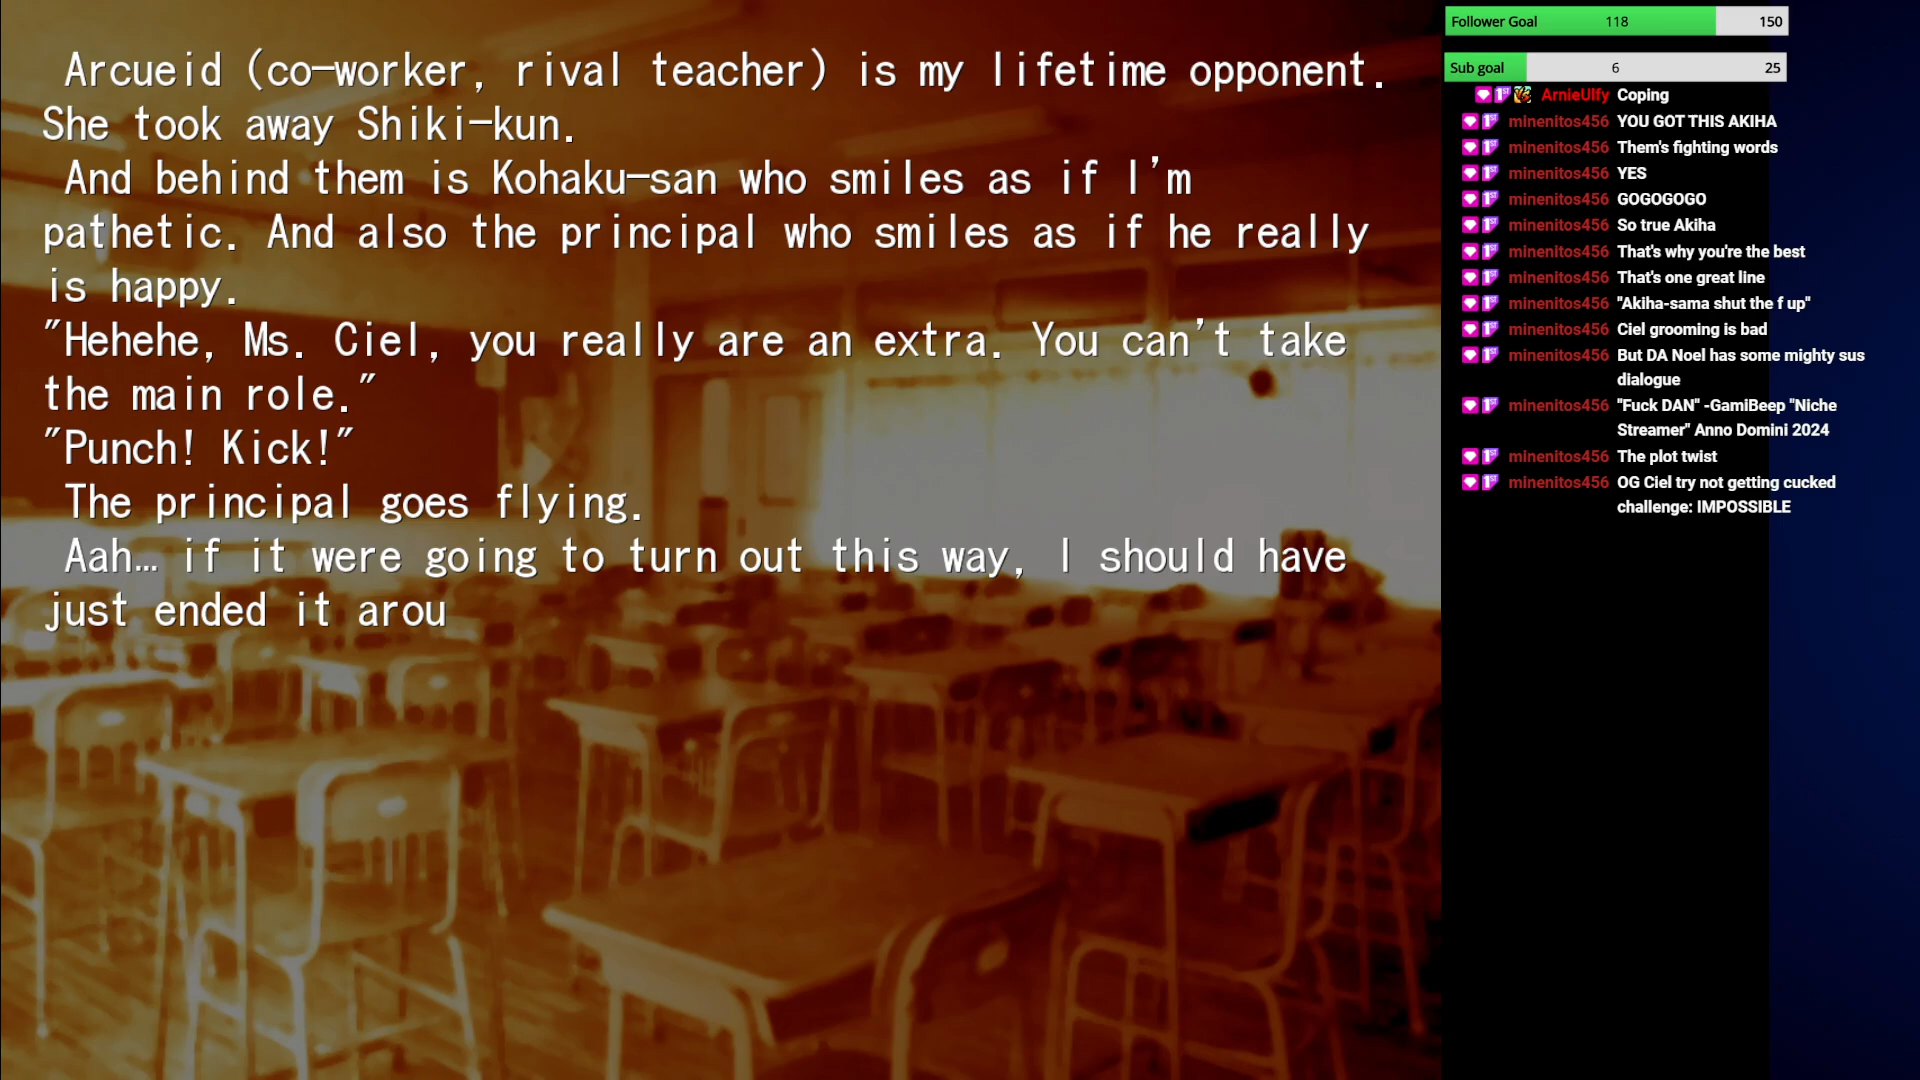 Arcueid (co-worker, rival teacher) is my lifetime opponent.
She took away Shiki-kun.
And behind them is Kohaku-san who smiles as if I'm
pathetic. And also the principal who smiles as if he really
is happy.
"Hehehe, Ms. Ciel, you really are an extra. You can't take
the main role."
"Punch! Kick!"
The principal goes flying.
Aah… if it were going to turn out this way, I should have
just ended it arou
Follower Goal 118 150
Sub goal 6 25
ArnieUlfy Coping
minenitos456 YOU GOT THIS AKIHA
minenitos456 Them's fighting words
minenitos456 YES
minenitos456 GOGOGOGO
minenitos456 So true Akiha
minenitos456 That's why you're the best
minenitos456 That's one great line
minenitos456 "Akiha-sama shut the f up"
minenitos456 Ciel grooming is bad
minenitos456 But DA Noel has some mighty sus
dialogue
minenitos456 "Fuck DAN" -GamiBeep "Niche
Streamer" Anno Domini 2024
minenitos456 The plot twist
minenitos456 OG Ciel try not getting cucked
challenge: IMPOSSIBLE